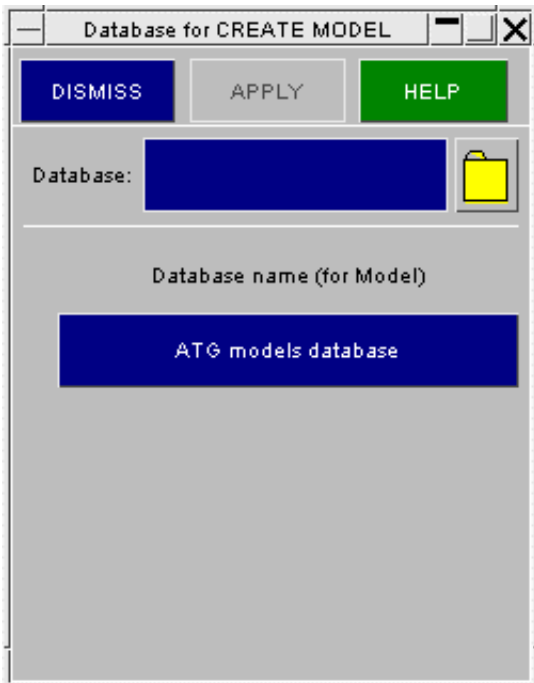 Database for CREATE MODEL
DISMISS APPLY HELP
Database:
Database name (for Model)
ATG models database